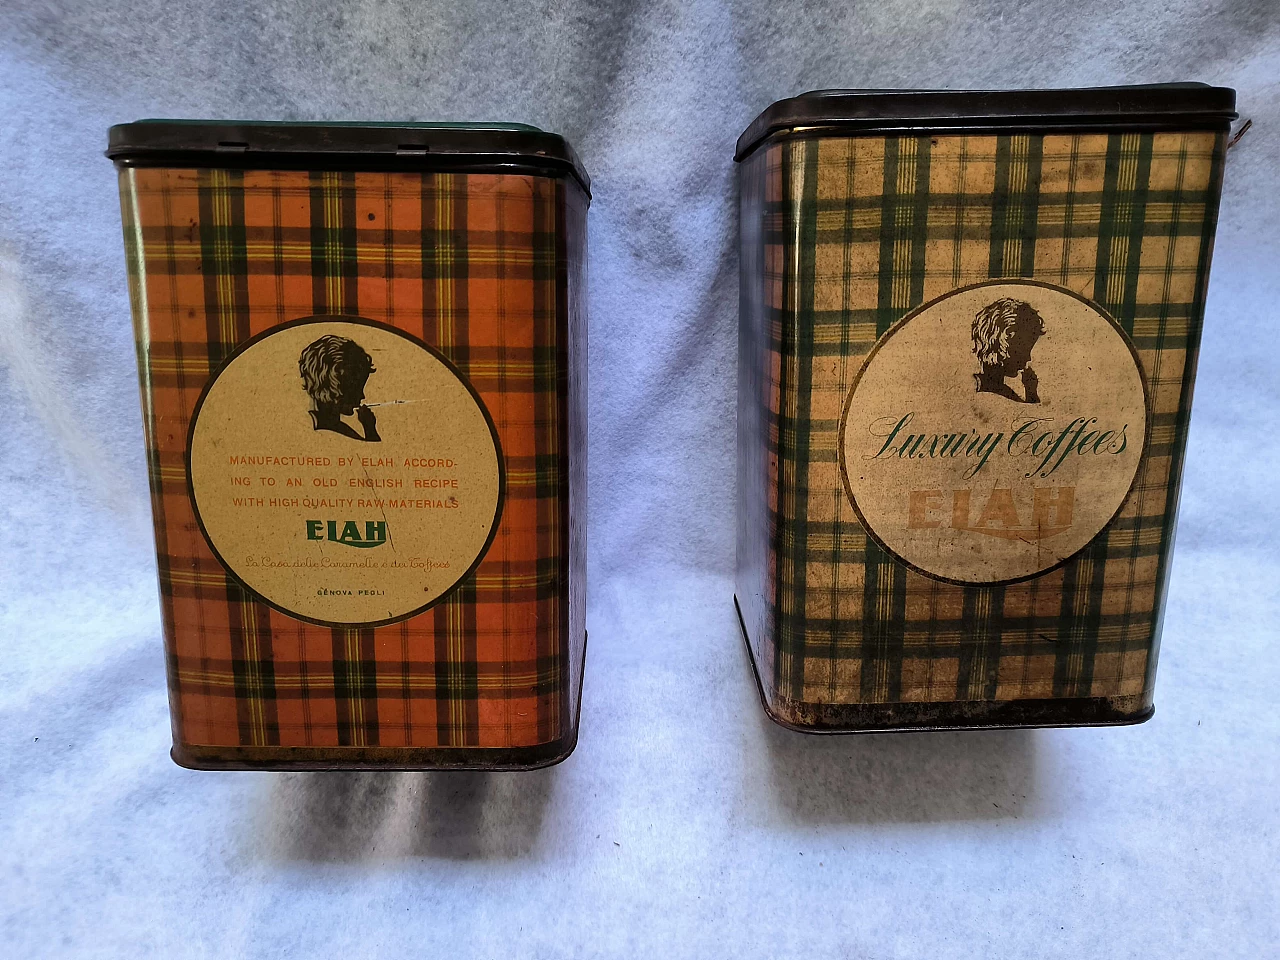 MANUFACTURED BY ELAH ACCORD-
ING TO AN OLD ENGLISH RECIPE
WITH HIGH QUALITY RAW-MATERIALS
ELAH
La Casa delle Caramelle e dei Toffees
GENOVA PEGLI
Luxury Toffees
ELAH